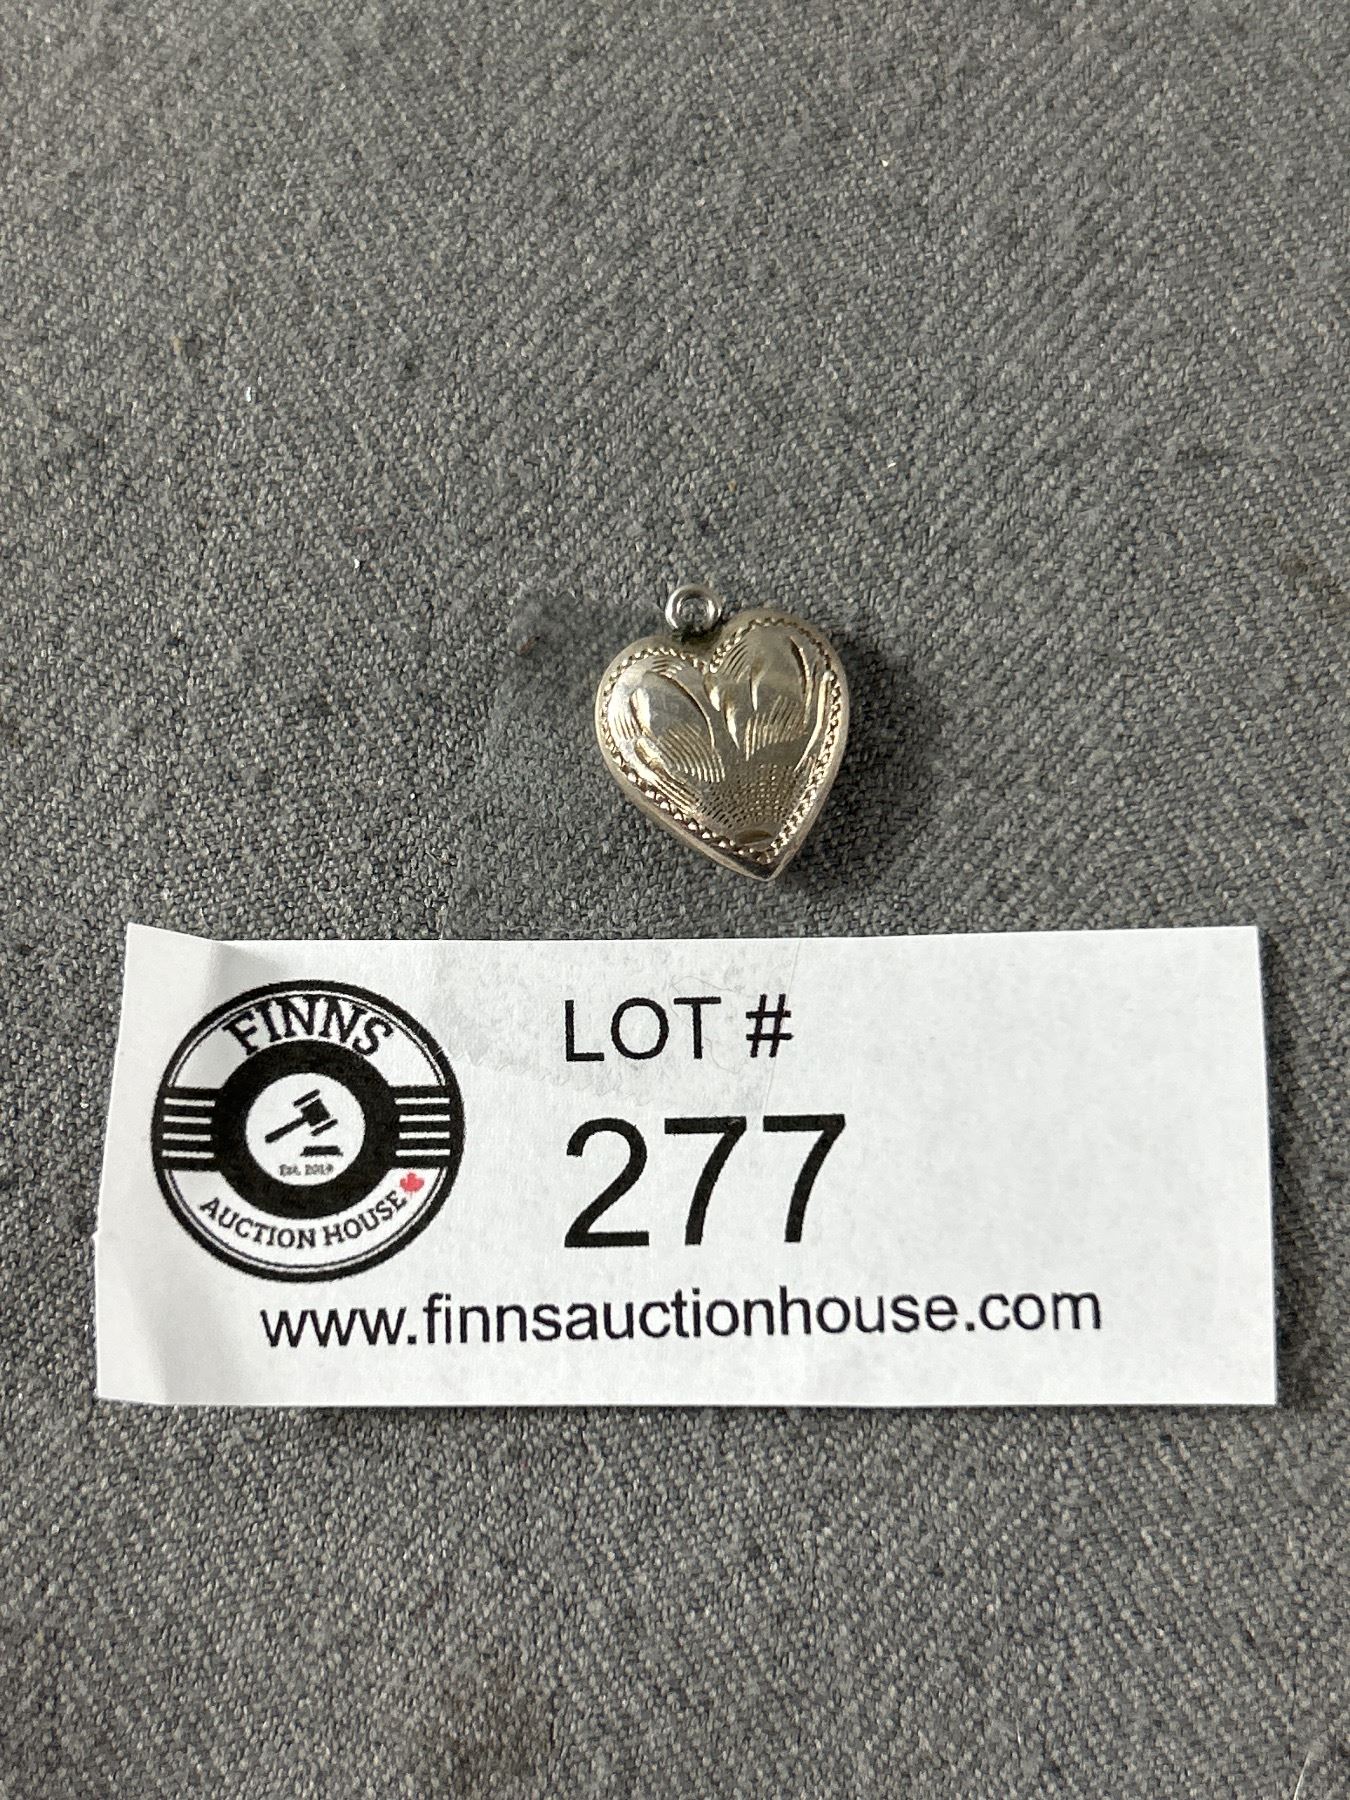 FINNS
Est. 2019
AUCTION HOUSE
LOT #
277
www.finnsauctionhouse.com